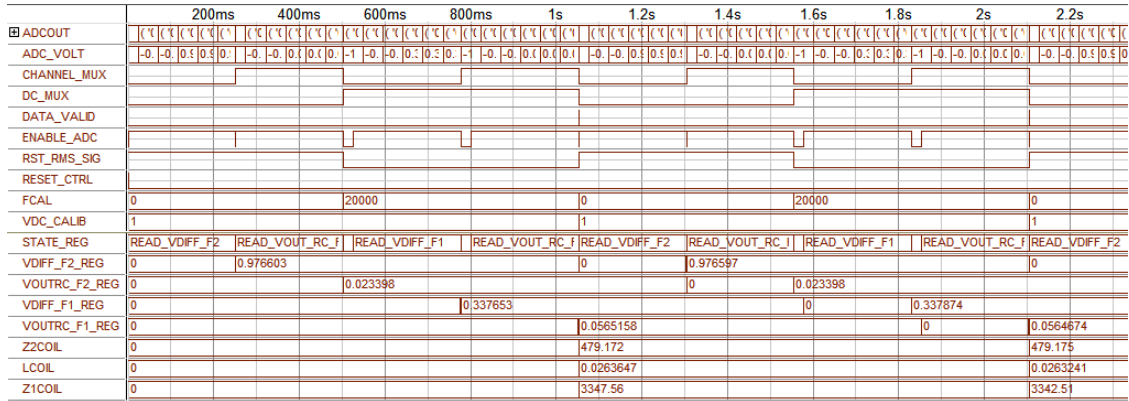 200ms 400ms 600ms 800ms 1s 1.2s 1.4s 1.6s 1.8s 2s 2.2s
ADCOUT
ADC_VOLT
CHANNEL_MUX
DC_MUX
DATA_VALID
ENABLE_ADC
RST_RMS_SIG
RESET_CTRL
FCAL 0 20000 0 20000 0
VDC_CALIB 1 1 1
STATE_REG READ_VDIFF_F2 READ_VOUT_RC_F READ_VDIFF_F1 READ_VOUT_RC_F READ_VDIFF_F2 READ_VOUT_RC_ READ_VDIFF_F1 READ_VOUT_RC_F READ_VDIFF_F2
VDIFF_F2_REG 0 0.976603 0 0.976597 0
VOUTRC_F2_REG 0 0.023398 0 0.023398
VDIFF_F1_REG 0 0.337653 0 0.337874
VOUTRC_F1_REG 0 0.0565158 0 0.0564674
Z2COIL 0 479.172 479.175
LCOIL 0 0.0263647 0.0263241
Z1COIL 0 3347.56 3342.51